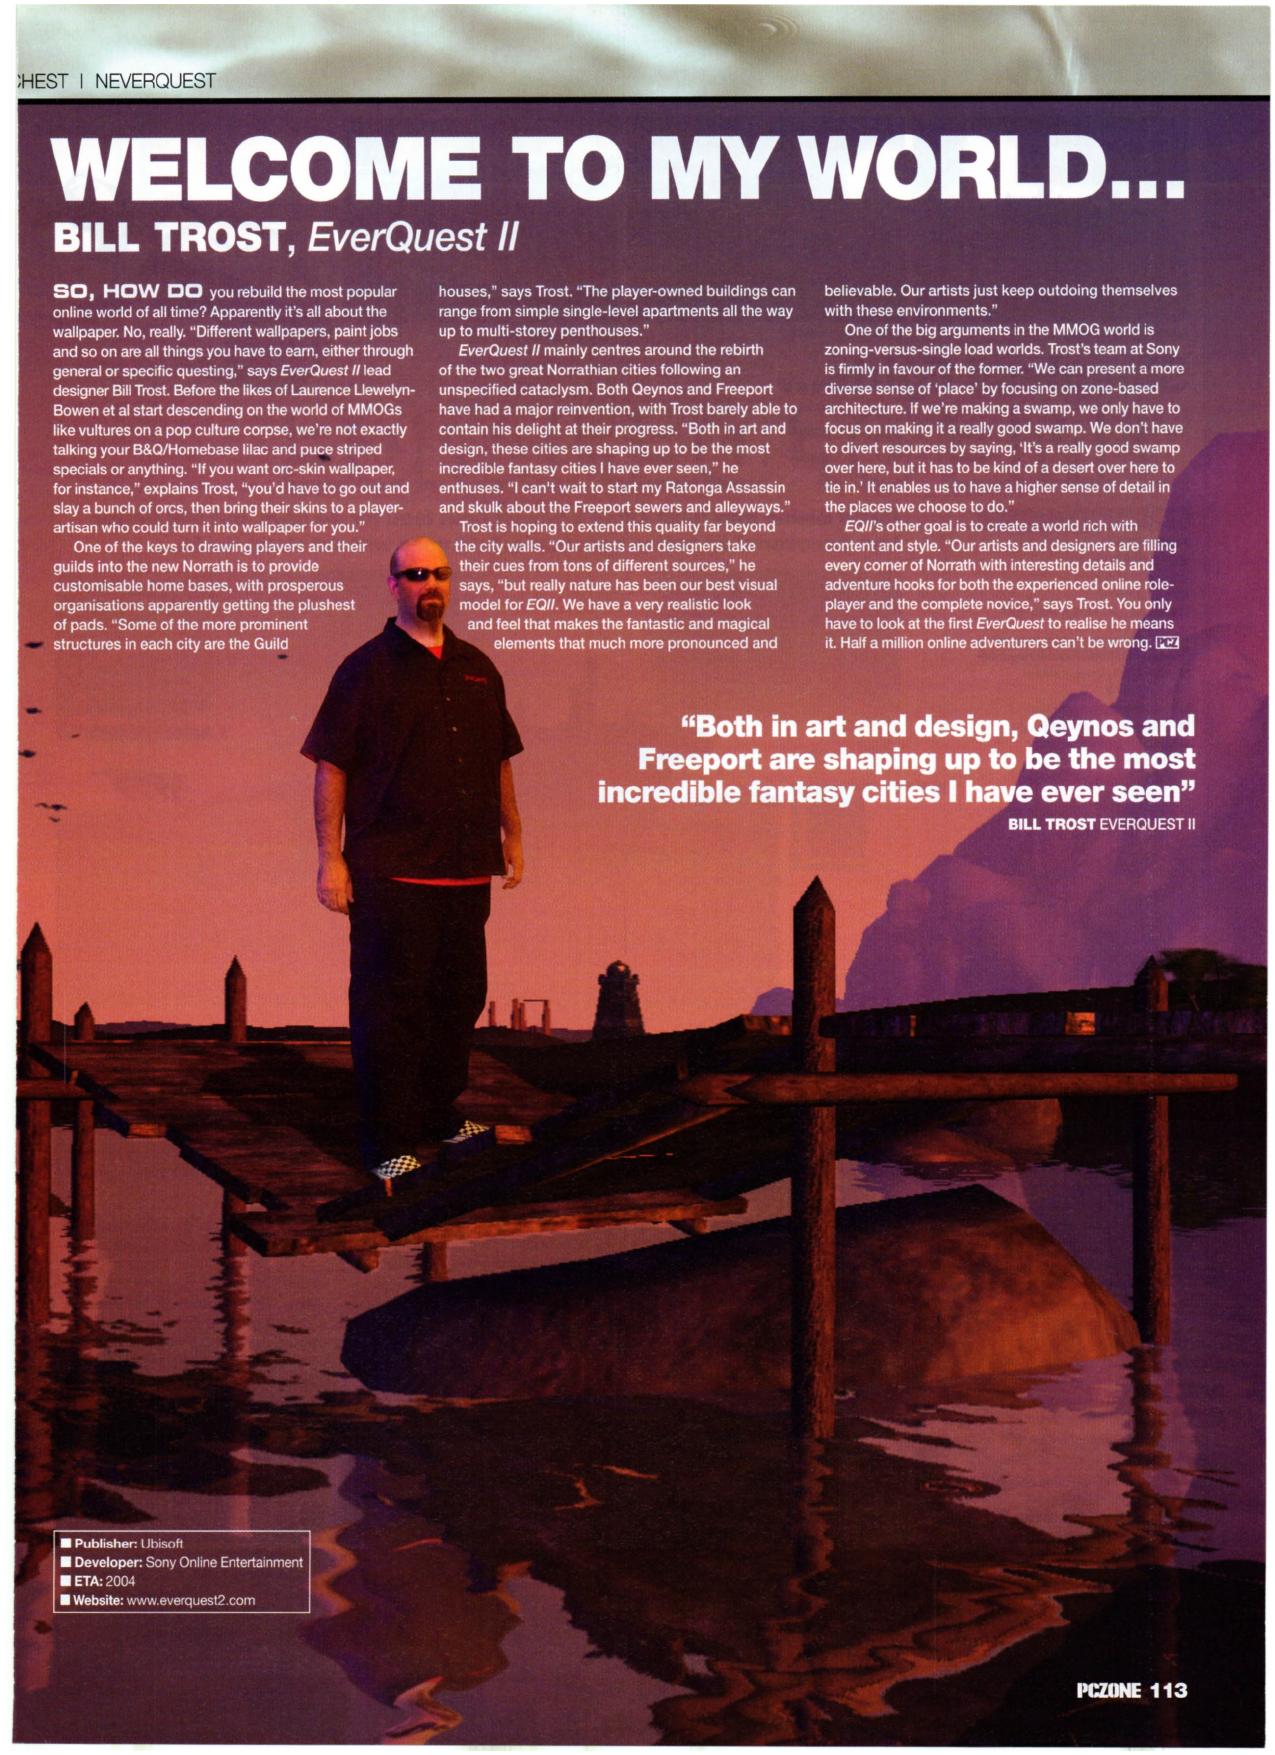 CHEST | NEVERQUEST
WELCOME TO MY WORLD...
BILL TROST, EverQuest II
SO, HOW DO you rebuild the most popular
online world of all time? Apparently it's all about the
wallpaper. No, really. “Different wallpapers, paint jobs
and so on are all things you have to earn, either through
general or specific questing,” says EverQuest II lead
designer Bill Trost. Before the likes of Laurence Llewelyn-
Bowen et al start descending on the world of MMOGs
like vultures on a pop culture corpse, we're not exactly
talking your B&Q/Homebase lilac and puce striped
specials or anything. “If you want orc-skin wallpaper,
for instance,” explains Trost, “you'd have to go out and
slay a bunch of orcs, then bring their skins to a player-
artisan who could turn it into wallpaper for you.”
One of the keys to drawing players and their
guilds into the new Norrath is to provide
customisable home bases, with prosperous
organisations apparently getting the plushest
of pads. “Some of the more prominent
structures in each city are the Guild
houses,” says Trost. “The player-owned buildings can
range from simple single-level apartments all the way
up to multi-storey penthouses.”
EverQuest II mainly centres around the rebirth
of the two great Norrathian cities following an
unspecified cataclysm. Both Qeynos and Freeport
have had a major reinvention, with Trost barely able to
contain his delight at their progress. “Both in art and
design, these cities are shaping up to be the most
incredible fantasy cities I have ever seen,” he
enthuses. “I can't wait to start my Ratonga Assassin
and skulk about the Freeport sewers and alleyways.”
Trost is hoping to extend this quality far beyond
the city walls. “Our artists and designers take
their cues from tons of different sources,” he
says, “but really nature has been our best visual
model for EQII. We have a very realistic look
and feel that makes the fantastic and magical
elements that much more pronounced and
believable. Our artists just keep outdoing themselves
with these environments.”
One of the big arguments in the MMOG world is
zoning-versus-single load worlds. Trost's team at Sony
is firmly in favour of the former. “We can present a more
diverse sense of ‘place’ by focusing on zone-based
architecture. If we're making a swamp, we only have to
focus on making it a really good swamp. We don't have
to divert resources by saying, ‘It's a really good swamp
over here, but it has to be kind of a desert over here to
tie in.’ It enables us to have a higher sense of detail in
the places we choose to do.”
EQII's other goal is to create a world rich with
content and style. “Our artists and designers are filling
every corner of Norrath with interesting details and
adventure hooks for both the experienced online role-
player and the complete novice,” says Trost. You only
have to look at the first EverQuest to realise he means
it. Half a million online adventurers can't be wrong. PCZ
“Both in art and design, Qeynos and
Freeport are shaping up to be the most
incredible fantasy cities I have ever seen”
BILL TROST EVERQUEST II
■ Publisher: Ubisoft
■ Developer: Sony Online Entertainment
■ ETA: 2004
■ Website: www.everquest2.com
PCZONE 113